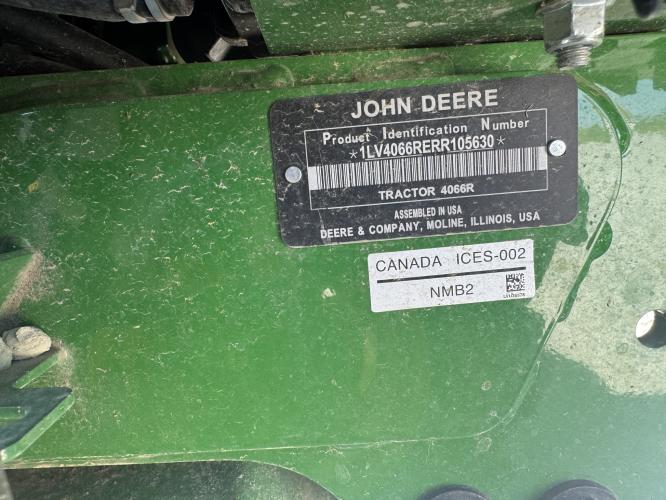 JOHN DEERE
Product Identification Number
*1LV4066RERR105630*
TRACTOR 4066R
ASSEMBLED IN USA
DEERE & COMPANY, MOLINE, ILLINOIS, USA
CANADA ICES-002
NMB2